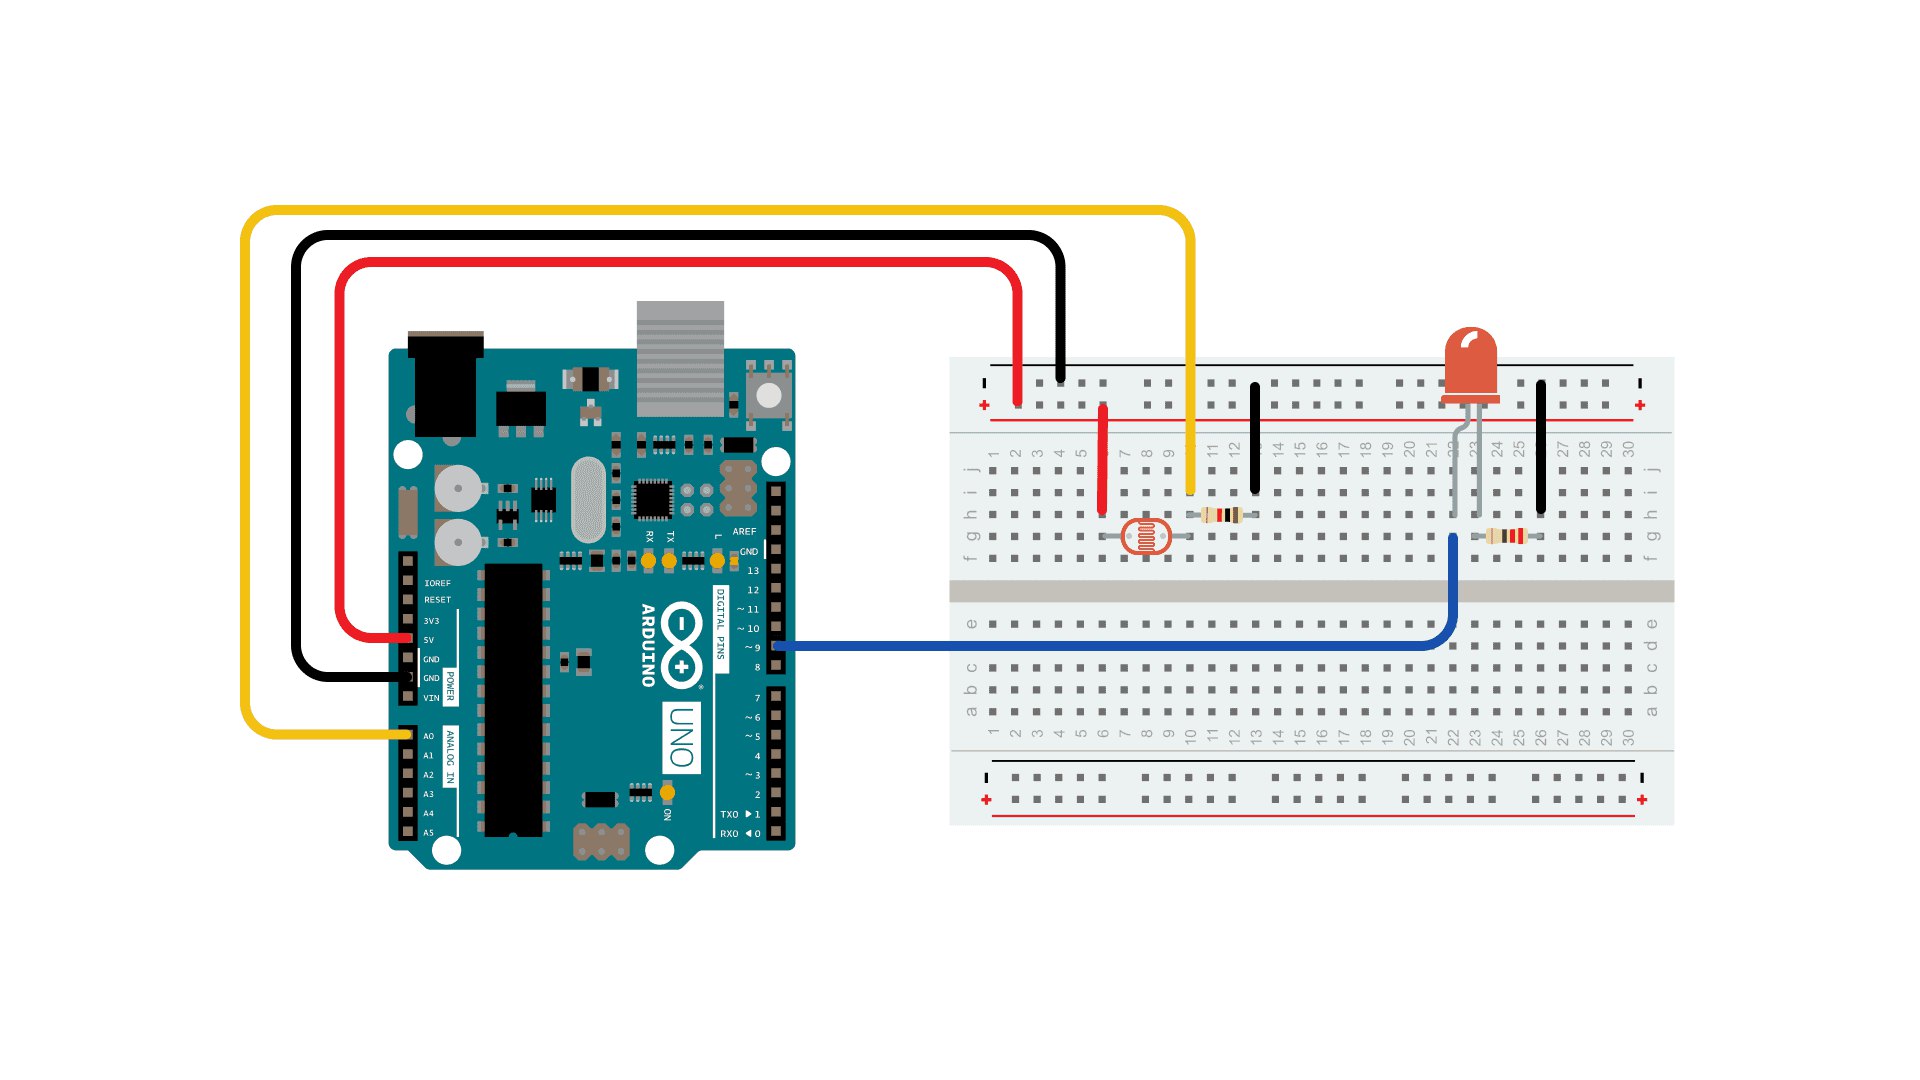 RX
TX
L
AREF
GND
13
12
~ 11
~ 10
~ 9
8
7
~ 6
~ 5
4
~ 3
2
TX0 ▶ 1
RX0 ◀ 0
DIGITAL PINS
IOREF
RESET
3V3
5V
GND
GND
VIN
POWER
A0
A1
A2
A3
A4
A5
ANALOG IN
ARDUINO
UNO
ON
- +
®
+
+
1 2 3 4 5 6 7 8 9 11 12 14 15 16 17 18 19 20 21 22 23 24 25 27 28 29 30
j j
i i
h h
g g
f f
e e
d d
c c
b b
a a
1 2 3 4 5 6 7 8 9 10 11 12 13 14 15 16 17 18 19 20 21 22 23 24 25 26 27 28 29 30
+
+